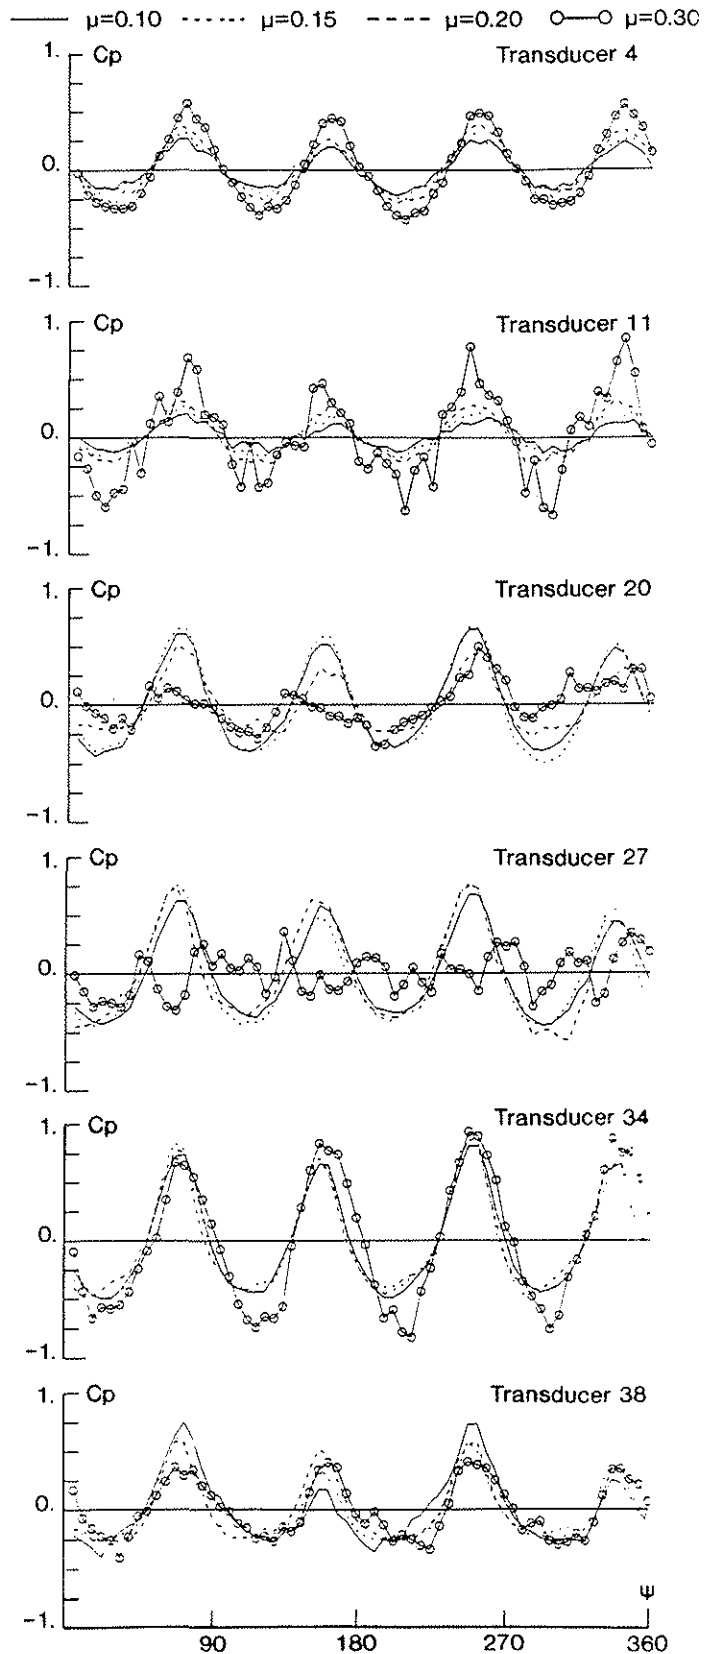 μ=0.10 μ=0.15 μ=0.20 μ=0.30
1. Cp Transducer 4
0.
-1.
1. Cp Transducer 11
0.
-1.
1. Cp Transducer 20
0.
-1.
1. Cp Transducer 27
0.
-1.
1. Cp Transducer 34
0.
-1.
1. Cp Transducer 38
0.
ψ
-1.
90 180 270 360